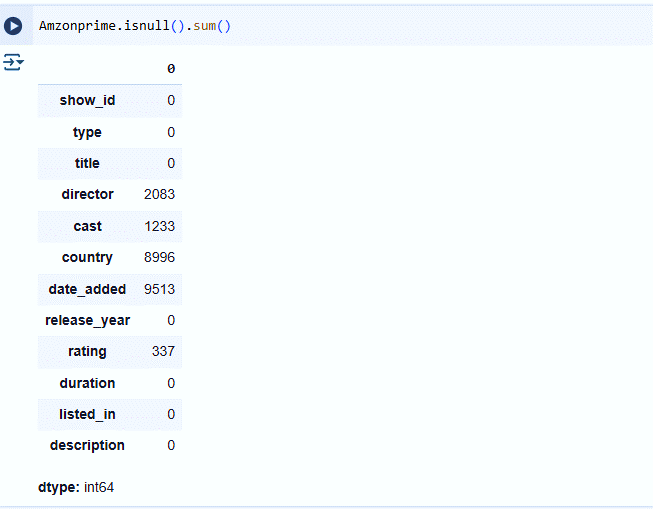 Amzonprime.isnull().sum()
0
show_id 0
type 0
title 0
director 2083
cast 1233
country 8996
date_added 9513
release_year 0
rating 337
duration 0
listed_in 0
description 0
dtype: int64